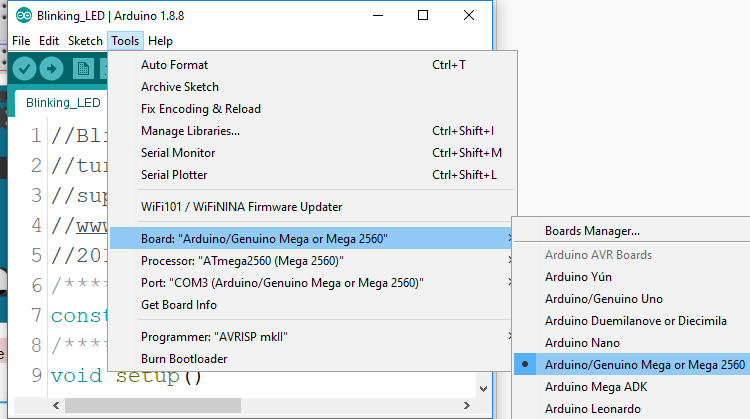 Blinking_LED | Arduino 1.8.8
File Edit Sketch Tools Help
Auto Format Ctrl+T
Archive Sketch
Fix Encoding & Reload
Manage Libraries... Ctrl+Shift+I
Serial Monitor Ctrl+Shift+M
Serial Plotter Ctrl+Shift+L
WiFi101 / WiFiNINA Firmware Updater
Board: "Arduino/Genuino Mega or Mega 2560"
Processor: "ATmega2560 (Mega 2560)"
Port: "COM3 (Arduino/Genuino Mega or Mega 2560)"
Get Board Info
Programmer: "AVRISP mkII"
Burn Bootloader
Boards Manager...
Arduino AVR Boards
Arduino Yún
Arduino/Genuino Uno
Arduino Duemilanove or Diecimila
Arduino Nano
Arduino/Genuino Mega or Mega 2560
Arduino Mega ADK
Arduino Leonardo
Blinking_LED
1 //Bli
2 //tur
3 //sup
4 //www
5 //201
6 /****
7 const
8 /****
9 void setup()